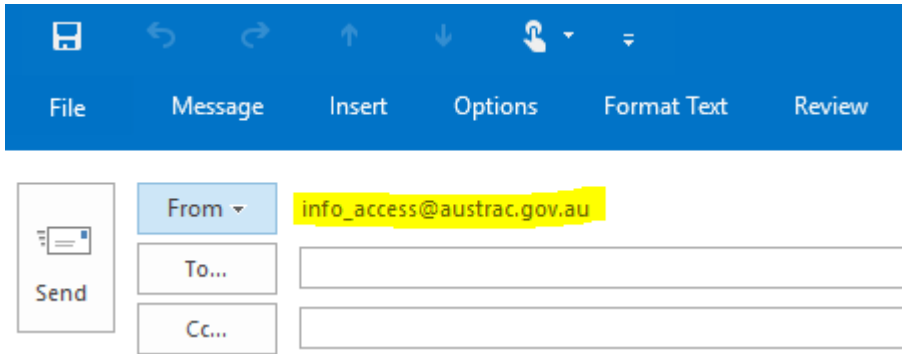 File Message Insert Options Format Text Review
From info_access@austrac.gov.au
To...
Send
Cc...